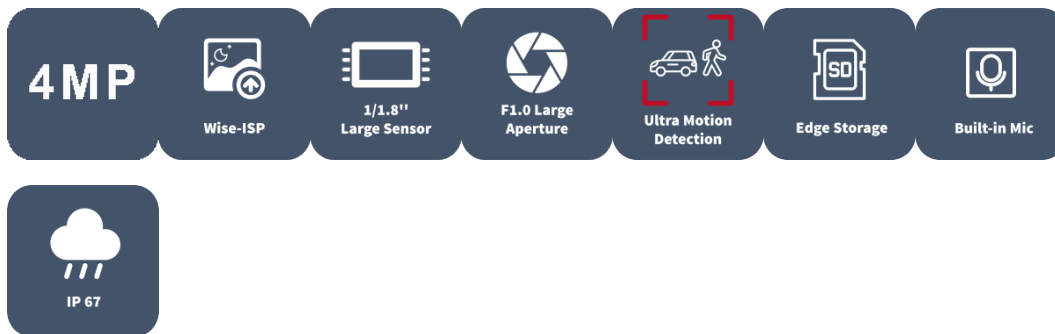 4MP
Wise-ISP
1/1.8''
Large Sensor
F1.0 Large
Aperture
Ultra Motion
Detection
SD
Edge Storage
Built-in Mic
IP 67